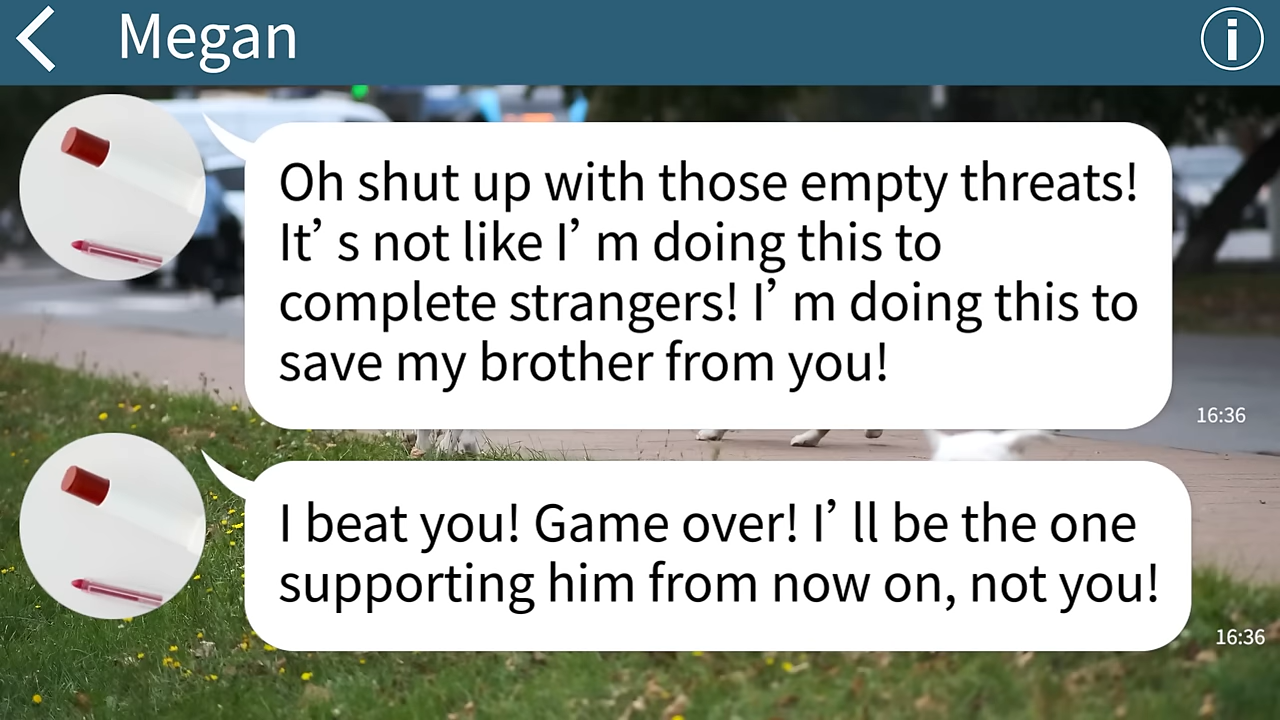 Megan
Oh shut up with those empty threats!
It’ s not like I’ m doing this to
complete strangers! I’ m doing this to
save my brother from you!
16:36
I beat you! Game over! I’ ll be the one
supporting him from now on, not you!
16:36